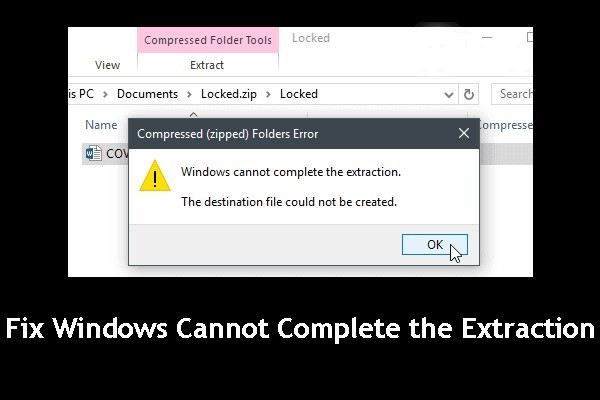 Compressed Folder Tools
Locked
View
Extract
is PC > Documents > Locked.zip > Locked
Search
Name
Compresse
COV
Compressed (zipped) Folders Error
Windows cannot complete the extraction.
The destination file could not be created.
OK
Fix Windows Cannot Complete the Extraction